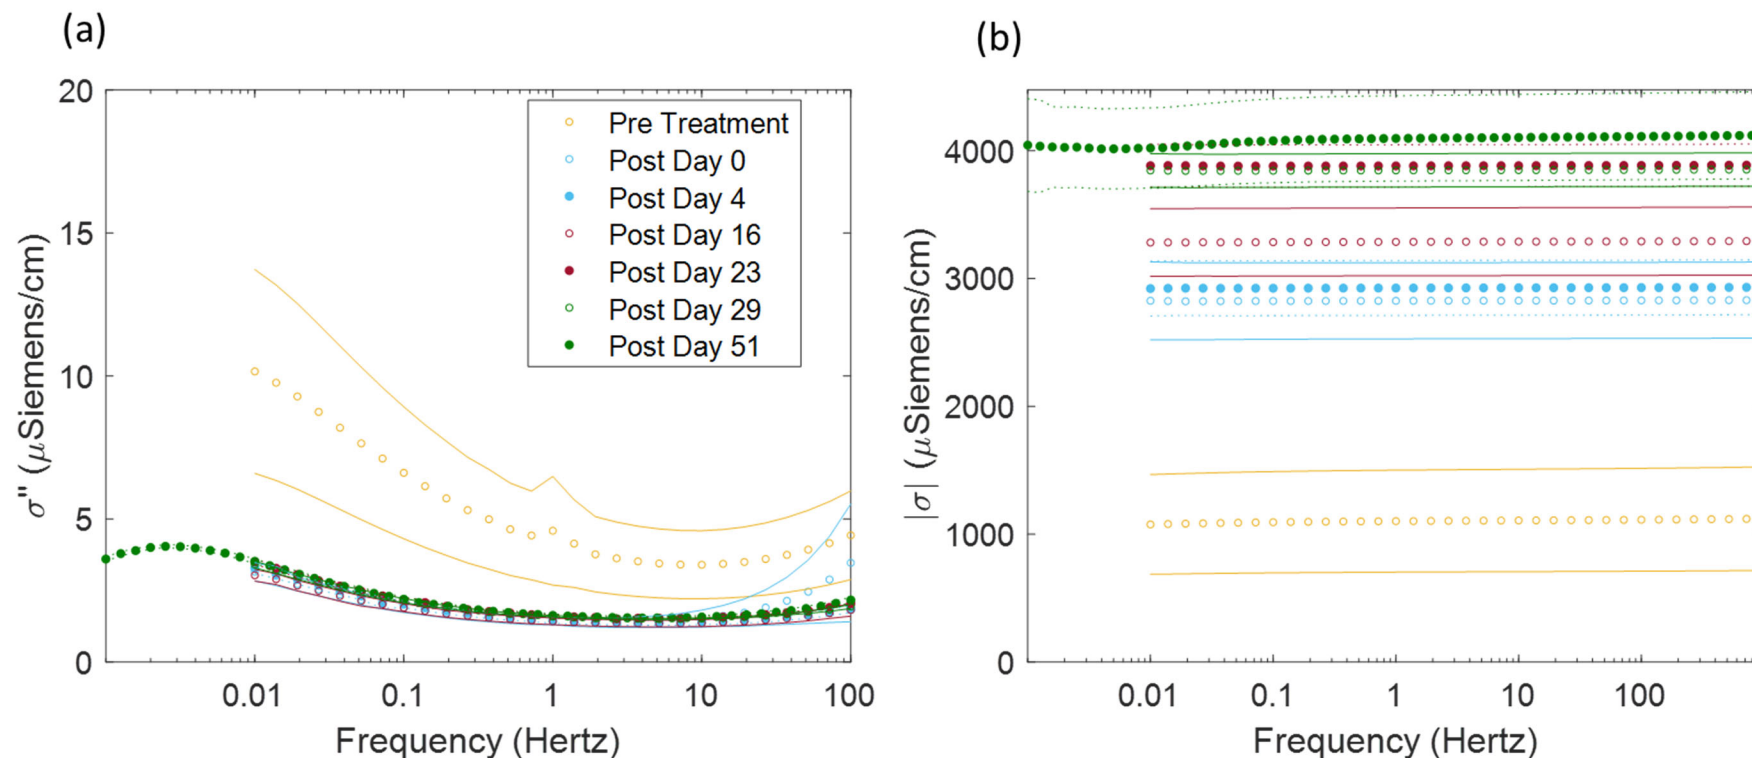 (a)
(b)
20
15
10
5
0
σ" (μSiemens/cm)
Pre Treatment
Post Day 0
Post Day 4
Post Day 16
Post Day 23
Post Day 29
Post Day 51
0.01 0.1 1 10 100
Frequency (Hertz)
4000
3000
2000
1000
0
|σ| (μSiemens/cm)
0.01 0.1 1 10 100
Frequency (Hertz)